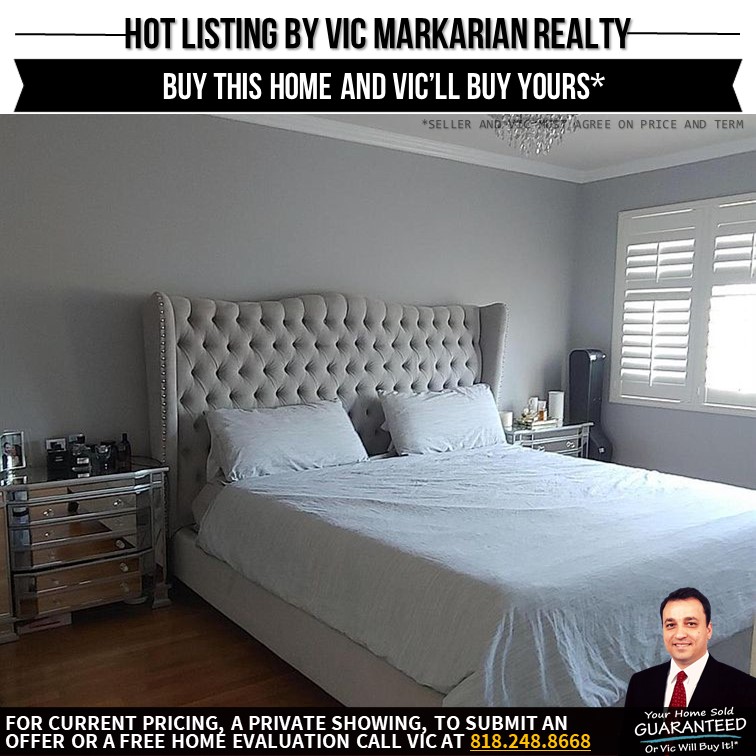 HOT LISTING BY VIC MARKARIAN REALTY
BUY THIS HOME AND VIC'LL BUY YOURS*
*SELLER AND VIC MUST AGREE ON PRICE AND TERM
Your Home Sold
GUARANTEED
Or Vic Will Buy It!
FOR CURRENT PRICING, A PRIVATE SHOWING, TO SUBMIT AN
OFFER OR A FREE HOME EVALUATION CALL VIC AT 818.248.8668